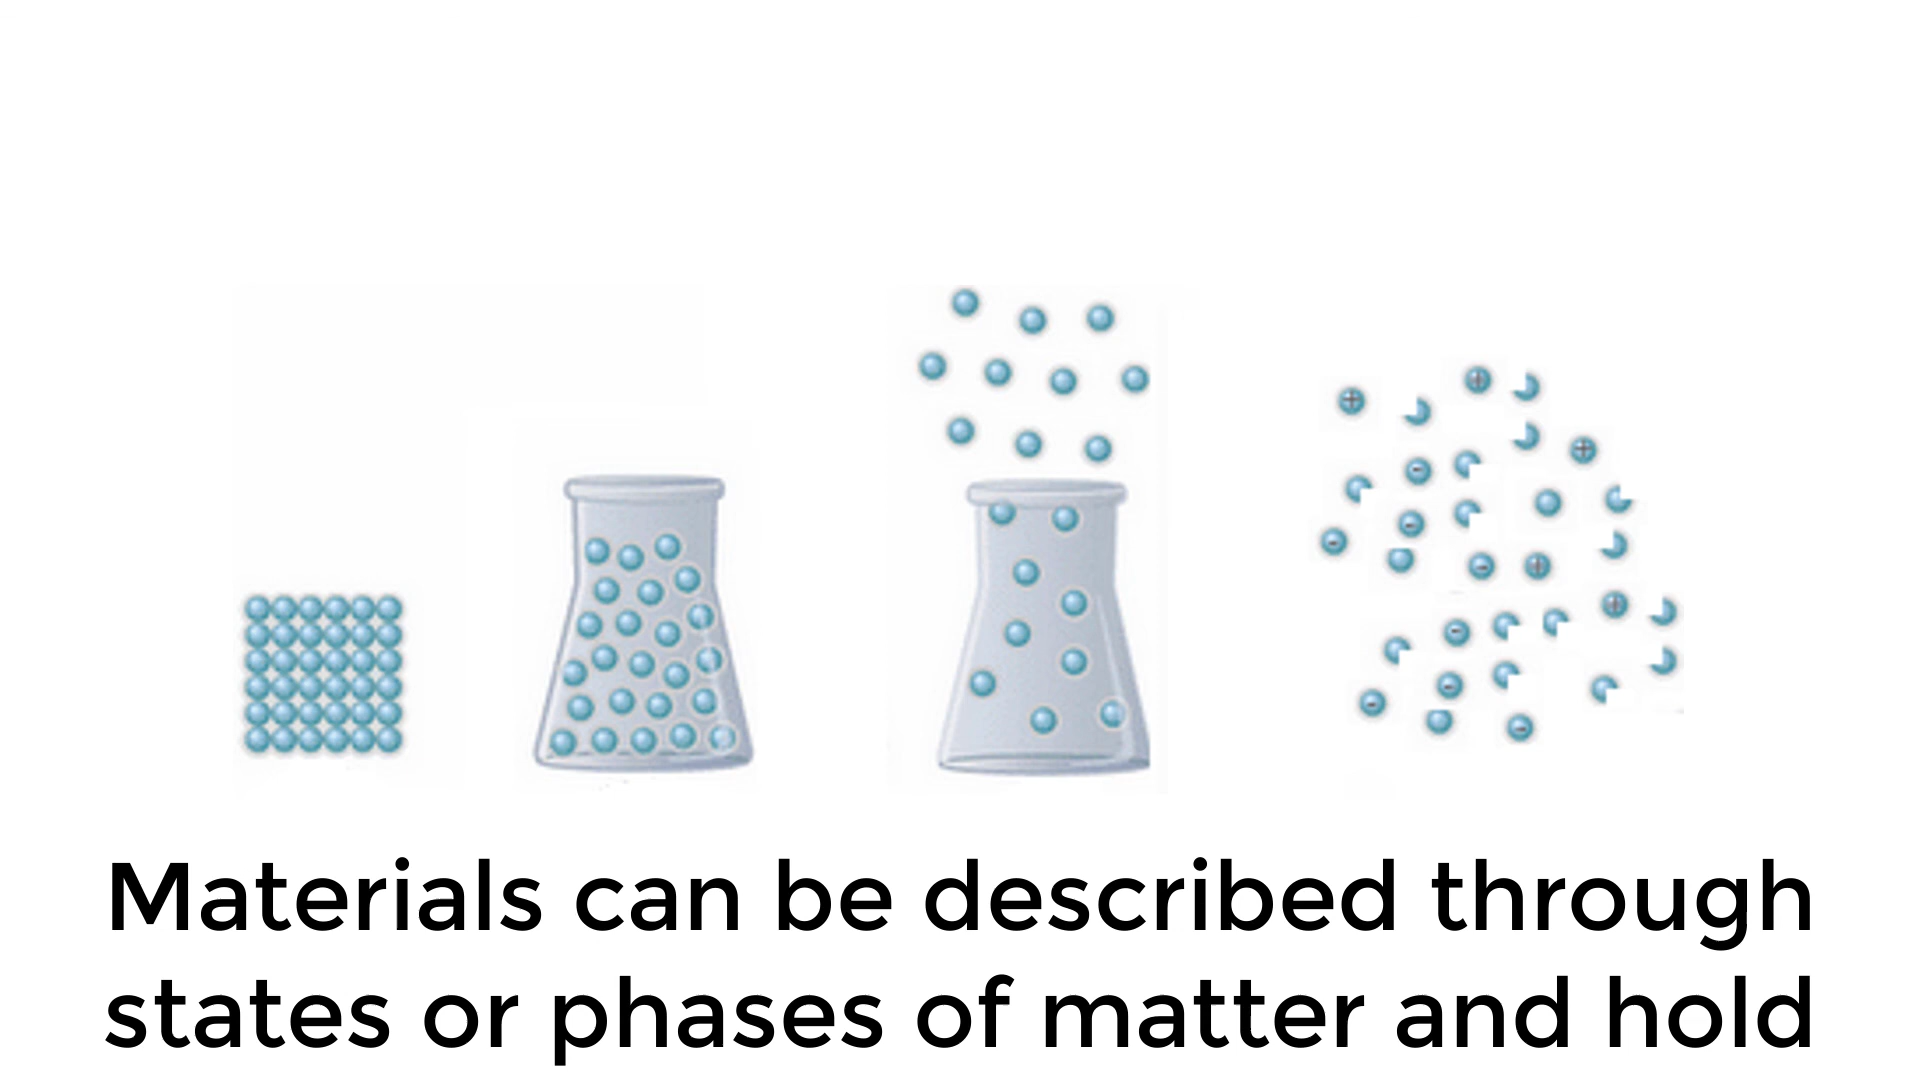 Materials can be described through
states or phases of matter and hold